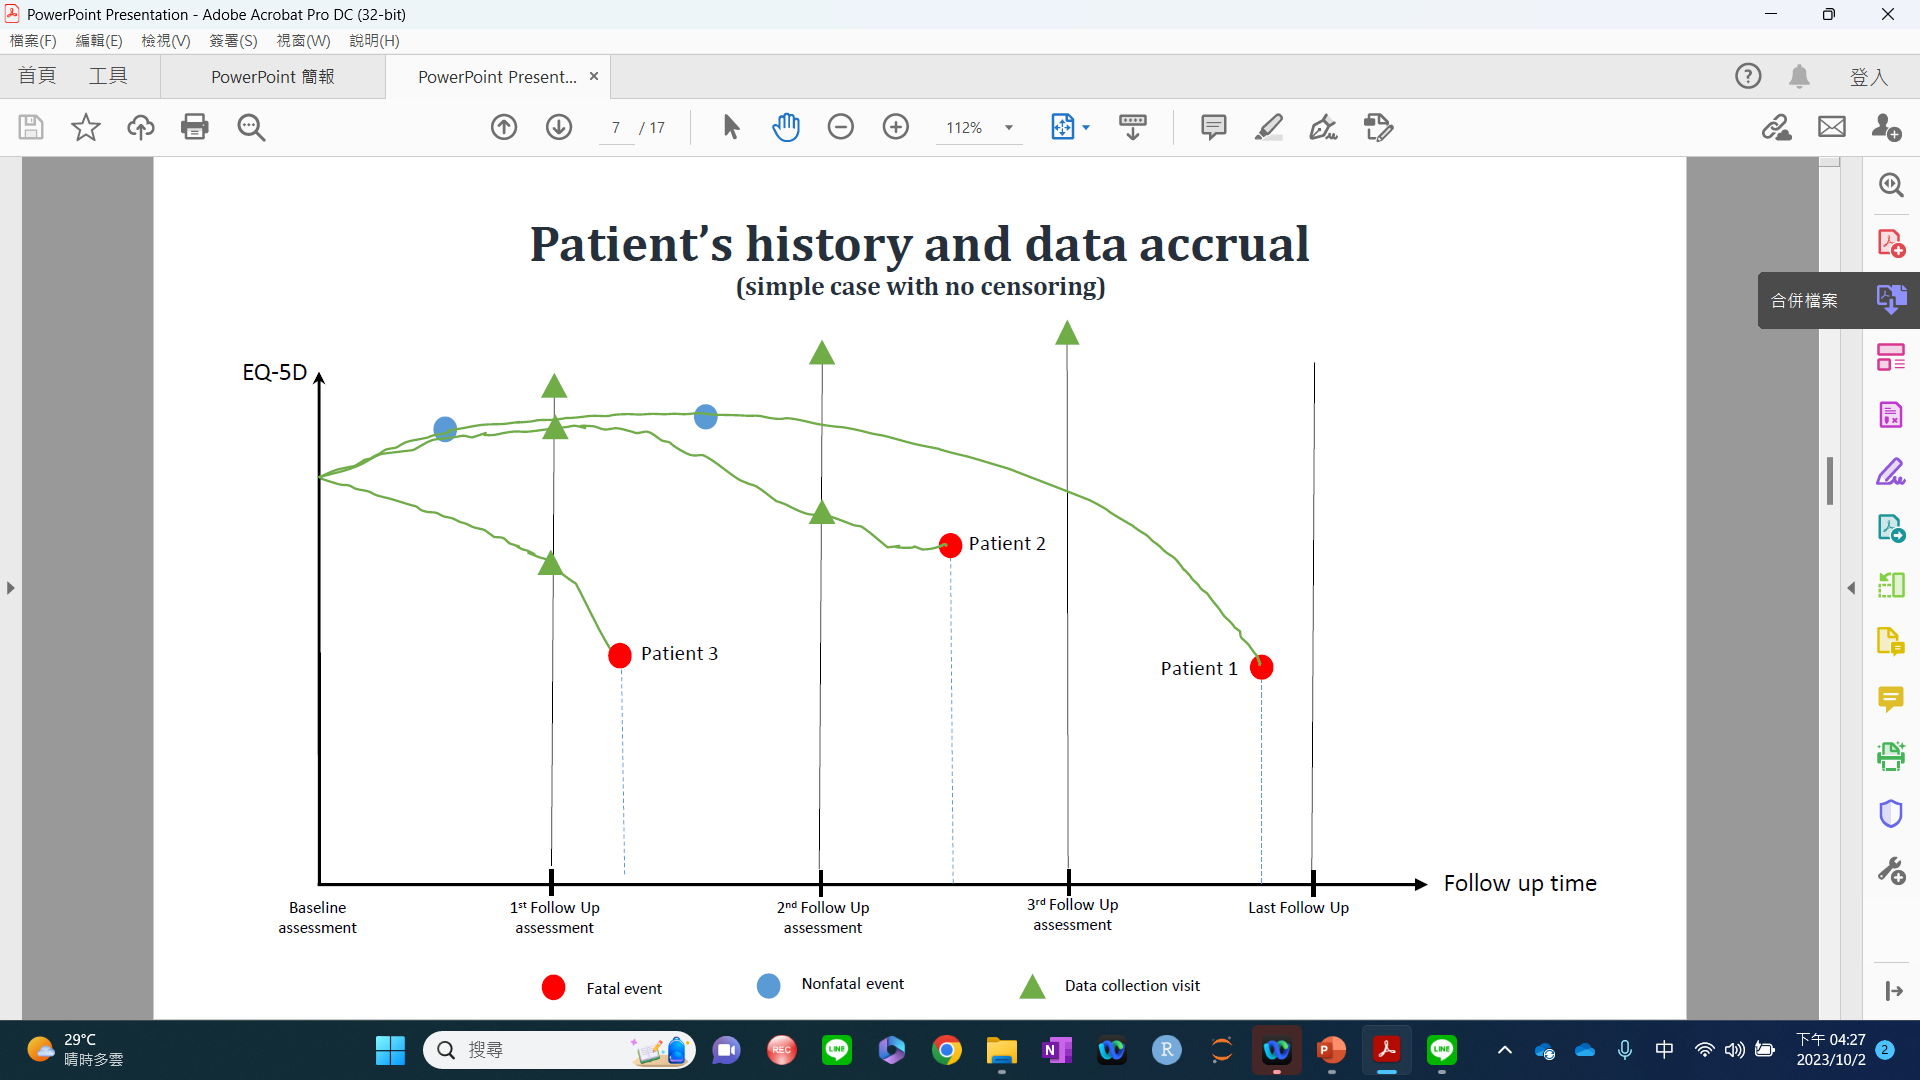 PowerPoint Presentation - Adobe Acrobat Pro DC (32-bit)
檔案(F) 編輯(E) 檢視(V) 簽署(S) 視窗(W) 說明(H)
首頁 工具 PowerPoint 簡報 PowerPoint Present... 登入
7 / 17 112%
Patient’s history and data accrual
(simple case with no censoring)
合併檔案
EQ-5D
Patient 2
Patient 3
Patient 1
Follow up time
Baseline assessment
1st Follow Up assessment
2nd Follow Up assessment
3rd Follow Up assessment
Last Follow Up
Fatal event
Nonfatal event
Data collection visit
29°C
晴時多雲
搜尋
REC
LINE
N
R
P
LINE
中
下午 04:27
2023/10/2
2